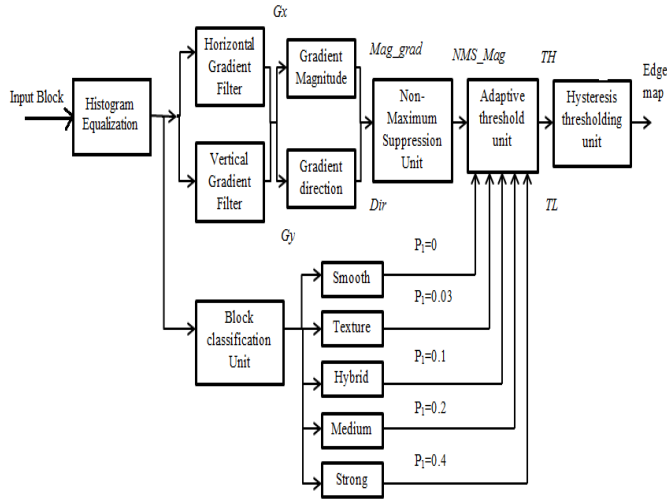 Gx
Horizontal
Gradient
Filter
Gradient
Magnitude
Mag_grad
NMS_Mag
TH
Edge
map
Input Block
Histogram
Equalization
Non-
Maximum
Suppression
Unit
Adaptive
threshold
unit
Hysteresis
thresholding
unit
Vertical
Gradient
Filter
Gradient
direction
Dir
TL
Gy
P₁=0
Smooth
P₁=0.03
Block
classification
Unit
Texture
P₁=0.1
Hybrid
P₁=0.2
Medium
P₁=0.4
Strong